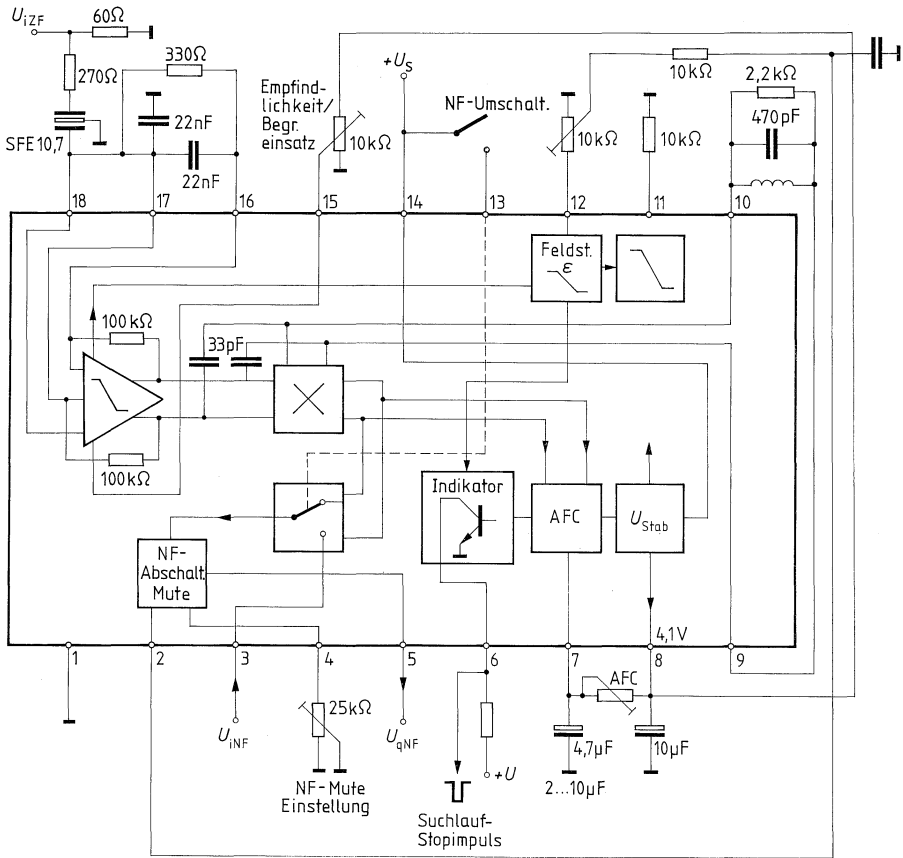 U_iZF
60Ω
270Ω
330Ω
SFE10,7
22nF
22nF
Empfind-
lichkeit/
Begr.
einsatz
10kΩ
+U_S
NF-Umschalt.
10kΩ
10kΩ
10kΩ
2,2kΩ
470pF
18 17 16 15 14 13 12 11 10
Feldst.
ε
100kΩ
33pF
100kΩ
Indikator
AFC
U_Stab
NF-
Abschalt.
Mute
4,1V
1 2 3 4 5 6 7 8 9
U_iNF
25kΩ
NF-Mute
Einstellung
U_qNF
+U
Suchlauf-
Stopimpuls
AFC
4,7µF
2...10µF
10µF